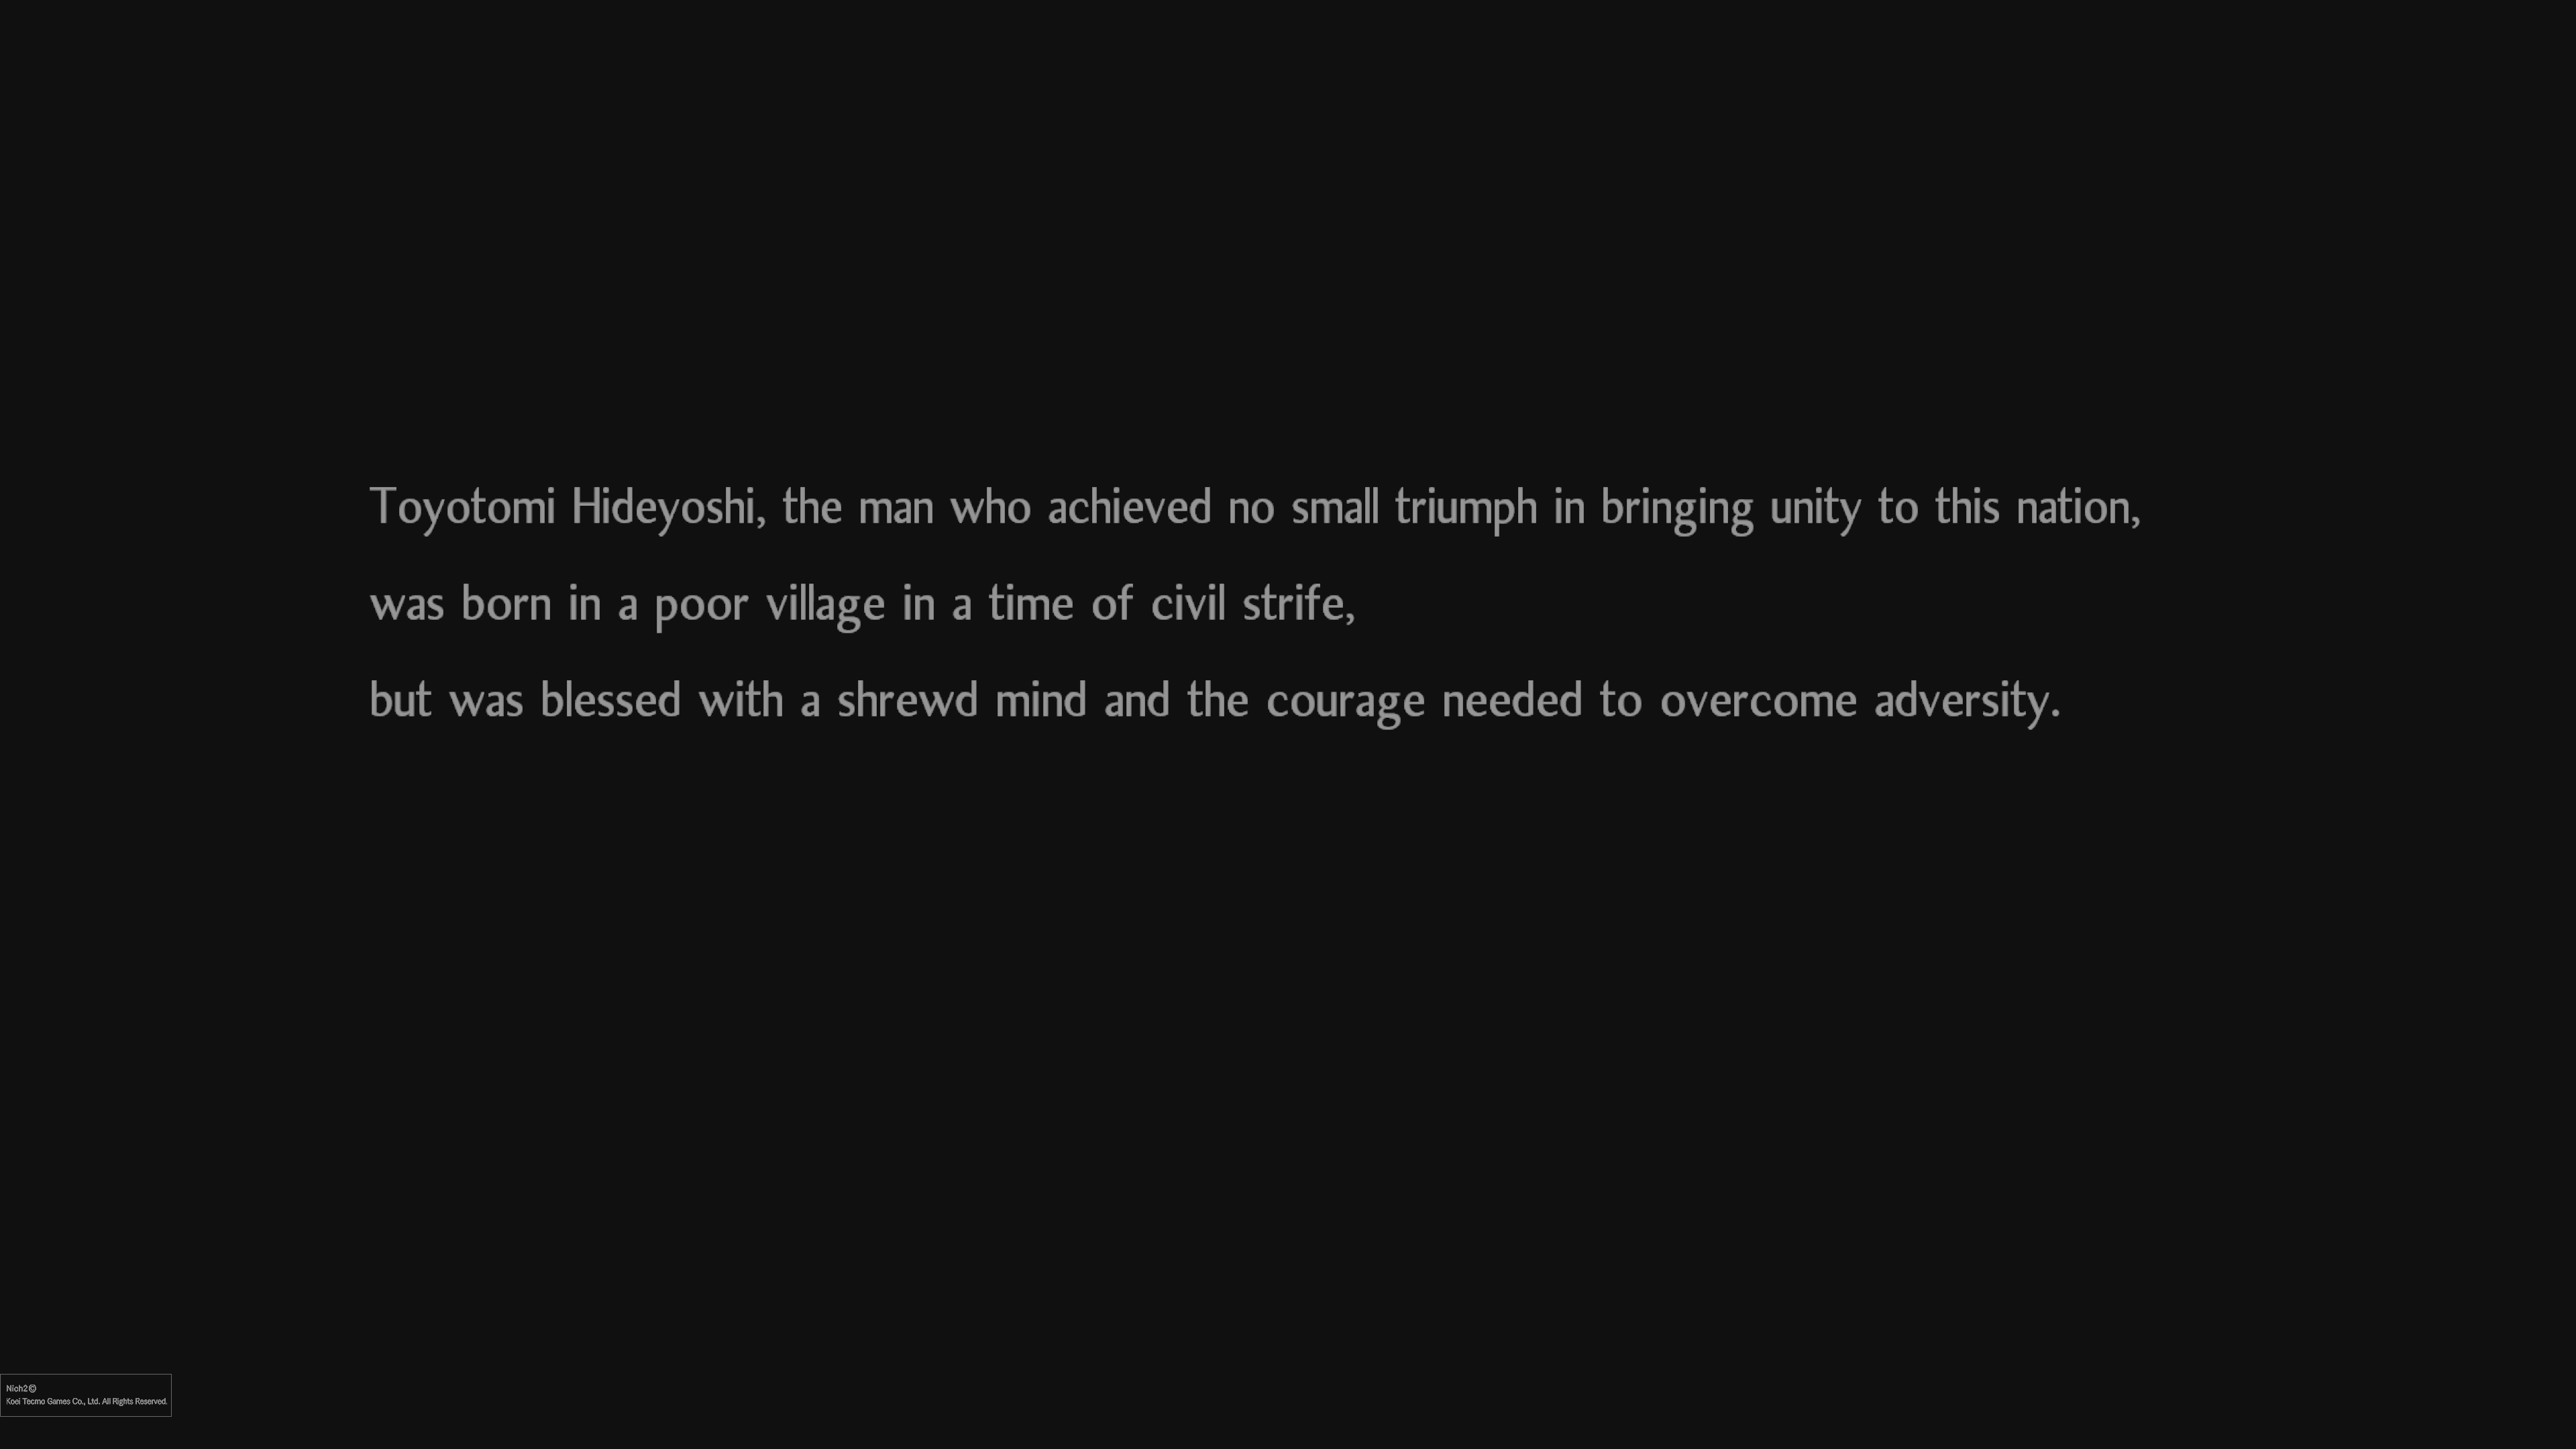 Toyotomi Hideyoshi, the man who achieved no small triumph in bringing unity to this nation,
was born in a poor village in a time of civil strife,
but was blessed with a shrewd mind and the courage needed to overcome adversity.
Nioh2©
Koei Tecmo Games Co., Ltd. All Rights Reserved.